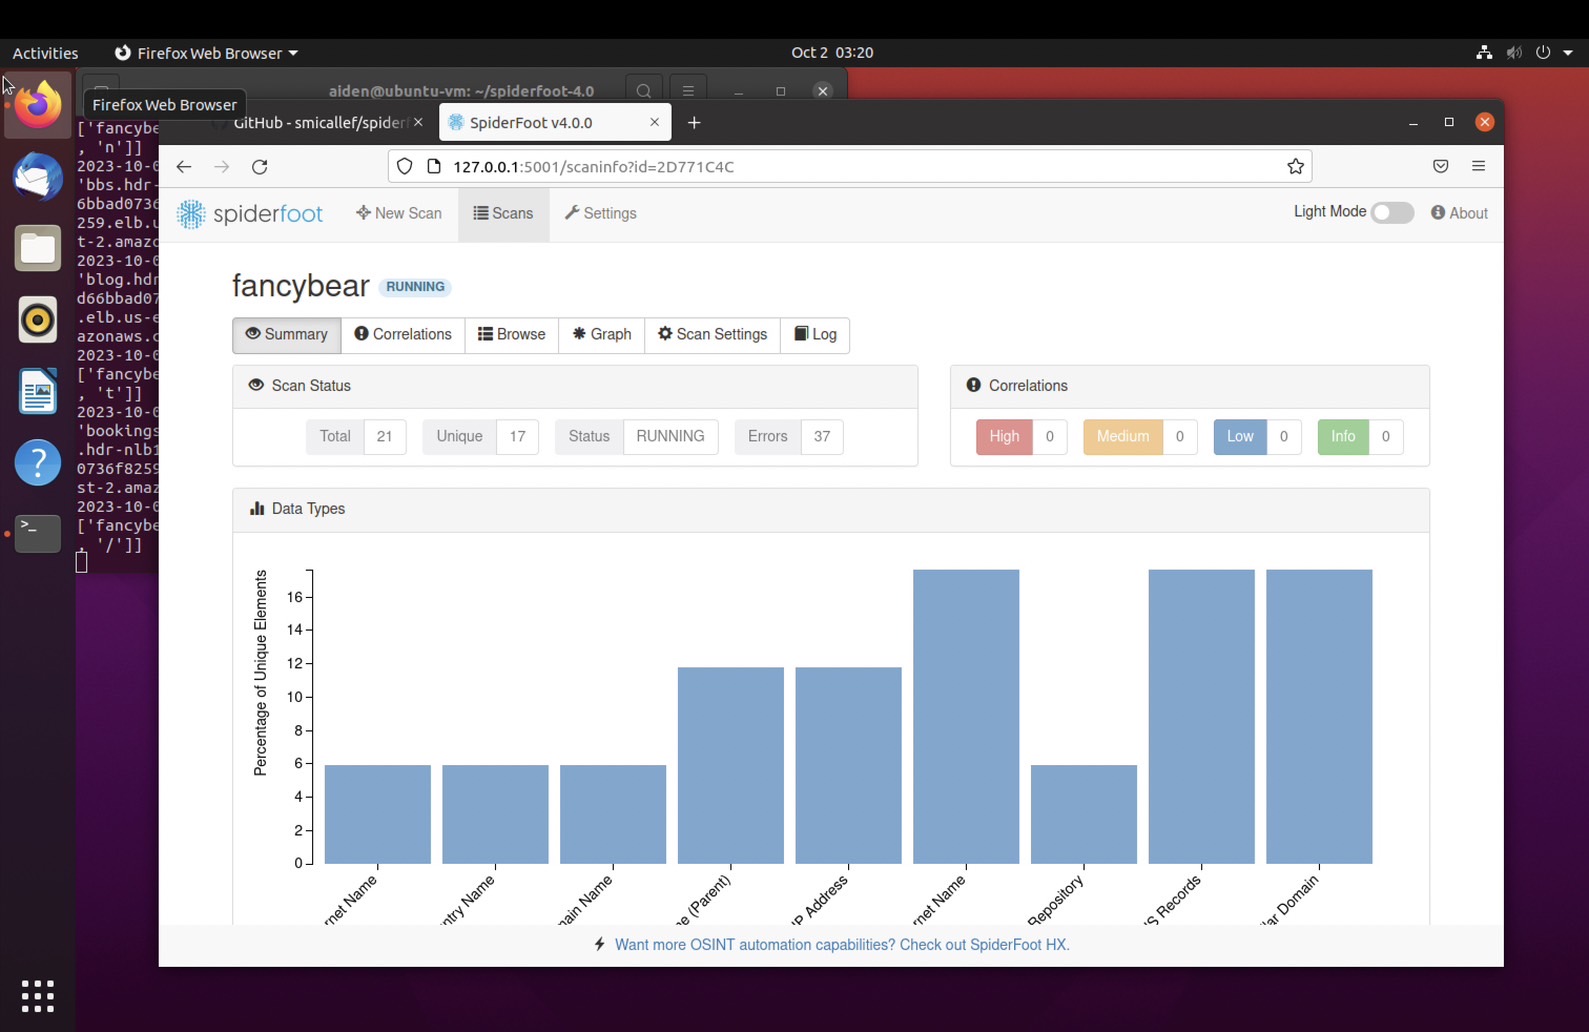 Activities
Firefox Web Browser
Oct 2 03:20
aiden@ubuntu-vm: ~/spiderfoot-4.0
Firefox Web Browser
GitHub - smicallef/spiderf
SpiderFoot v4.0.0
127.0.0.1:5001/scaninfo?id=2D771C4C
spiderfoot
New Scan
Scans
Settings
Light Mode
About
['fancybe
, 'n']]
2023-10-0
'bbs.hdr-
6bbad0736
259.elb.u
t-2.amazo
2023-10-0
'blog.hdr
d66bbad07
.elb.us-e
azonaws.c
2023-10-0
['fancybe
, 't']]
2023-10-0
'bookings
.hdr-nlb1
0736f8259
st-2.amaz
2023-10-0
['fancybe
, '/']]
fancybear RUNNING
Summary
Correlations
Browse
Graph
Scan Settings
Log
Scan Status
Total 21
Unique 17
Status RUNNING
Errors 37
Correlations
High 0
Medium 0
Low 0
Info 0
Data Types
Percentage of Unique Elements
16
14
12
10
8
6
4
2
0
rnet Name
ntry Name
main Name
e (Parent)
IP Address
rnet Name
Repository
S Records
lar Domain
Want more OSINT automation capabilities? Check out SpiderFoot HX.